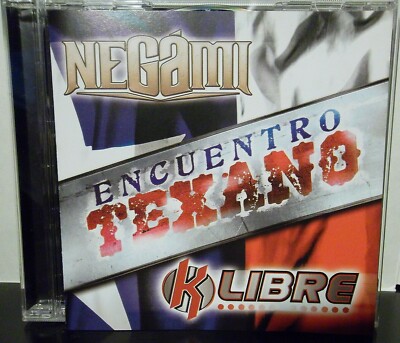 NEGÁMI
ENCUENTRO
TEXANO
K LIBRE